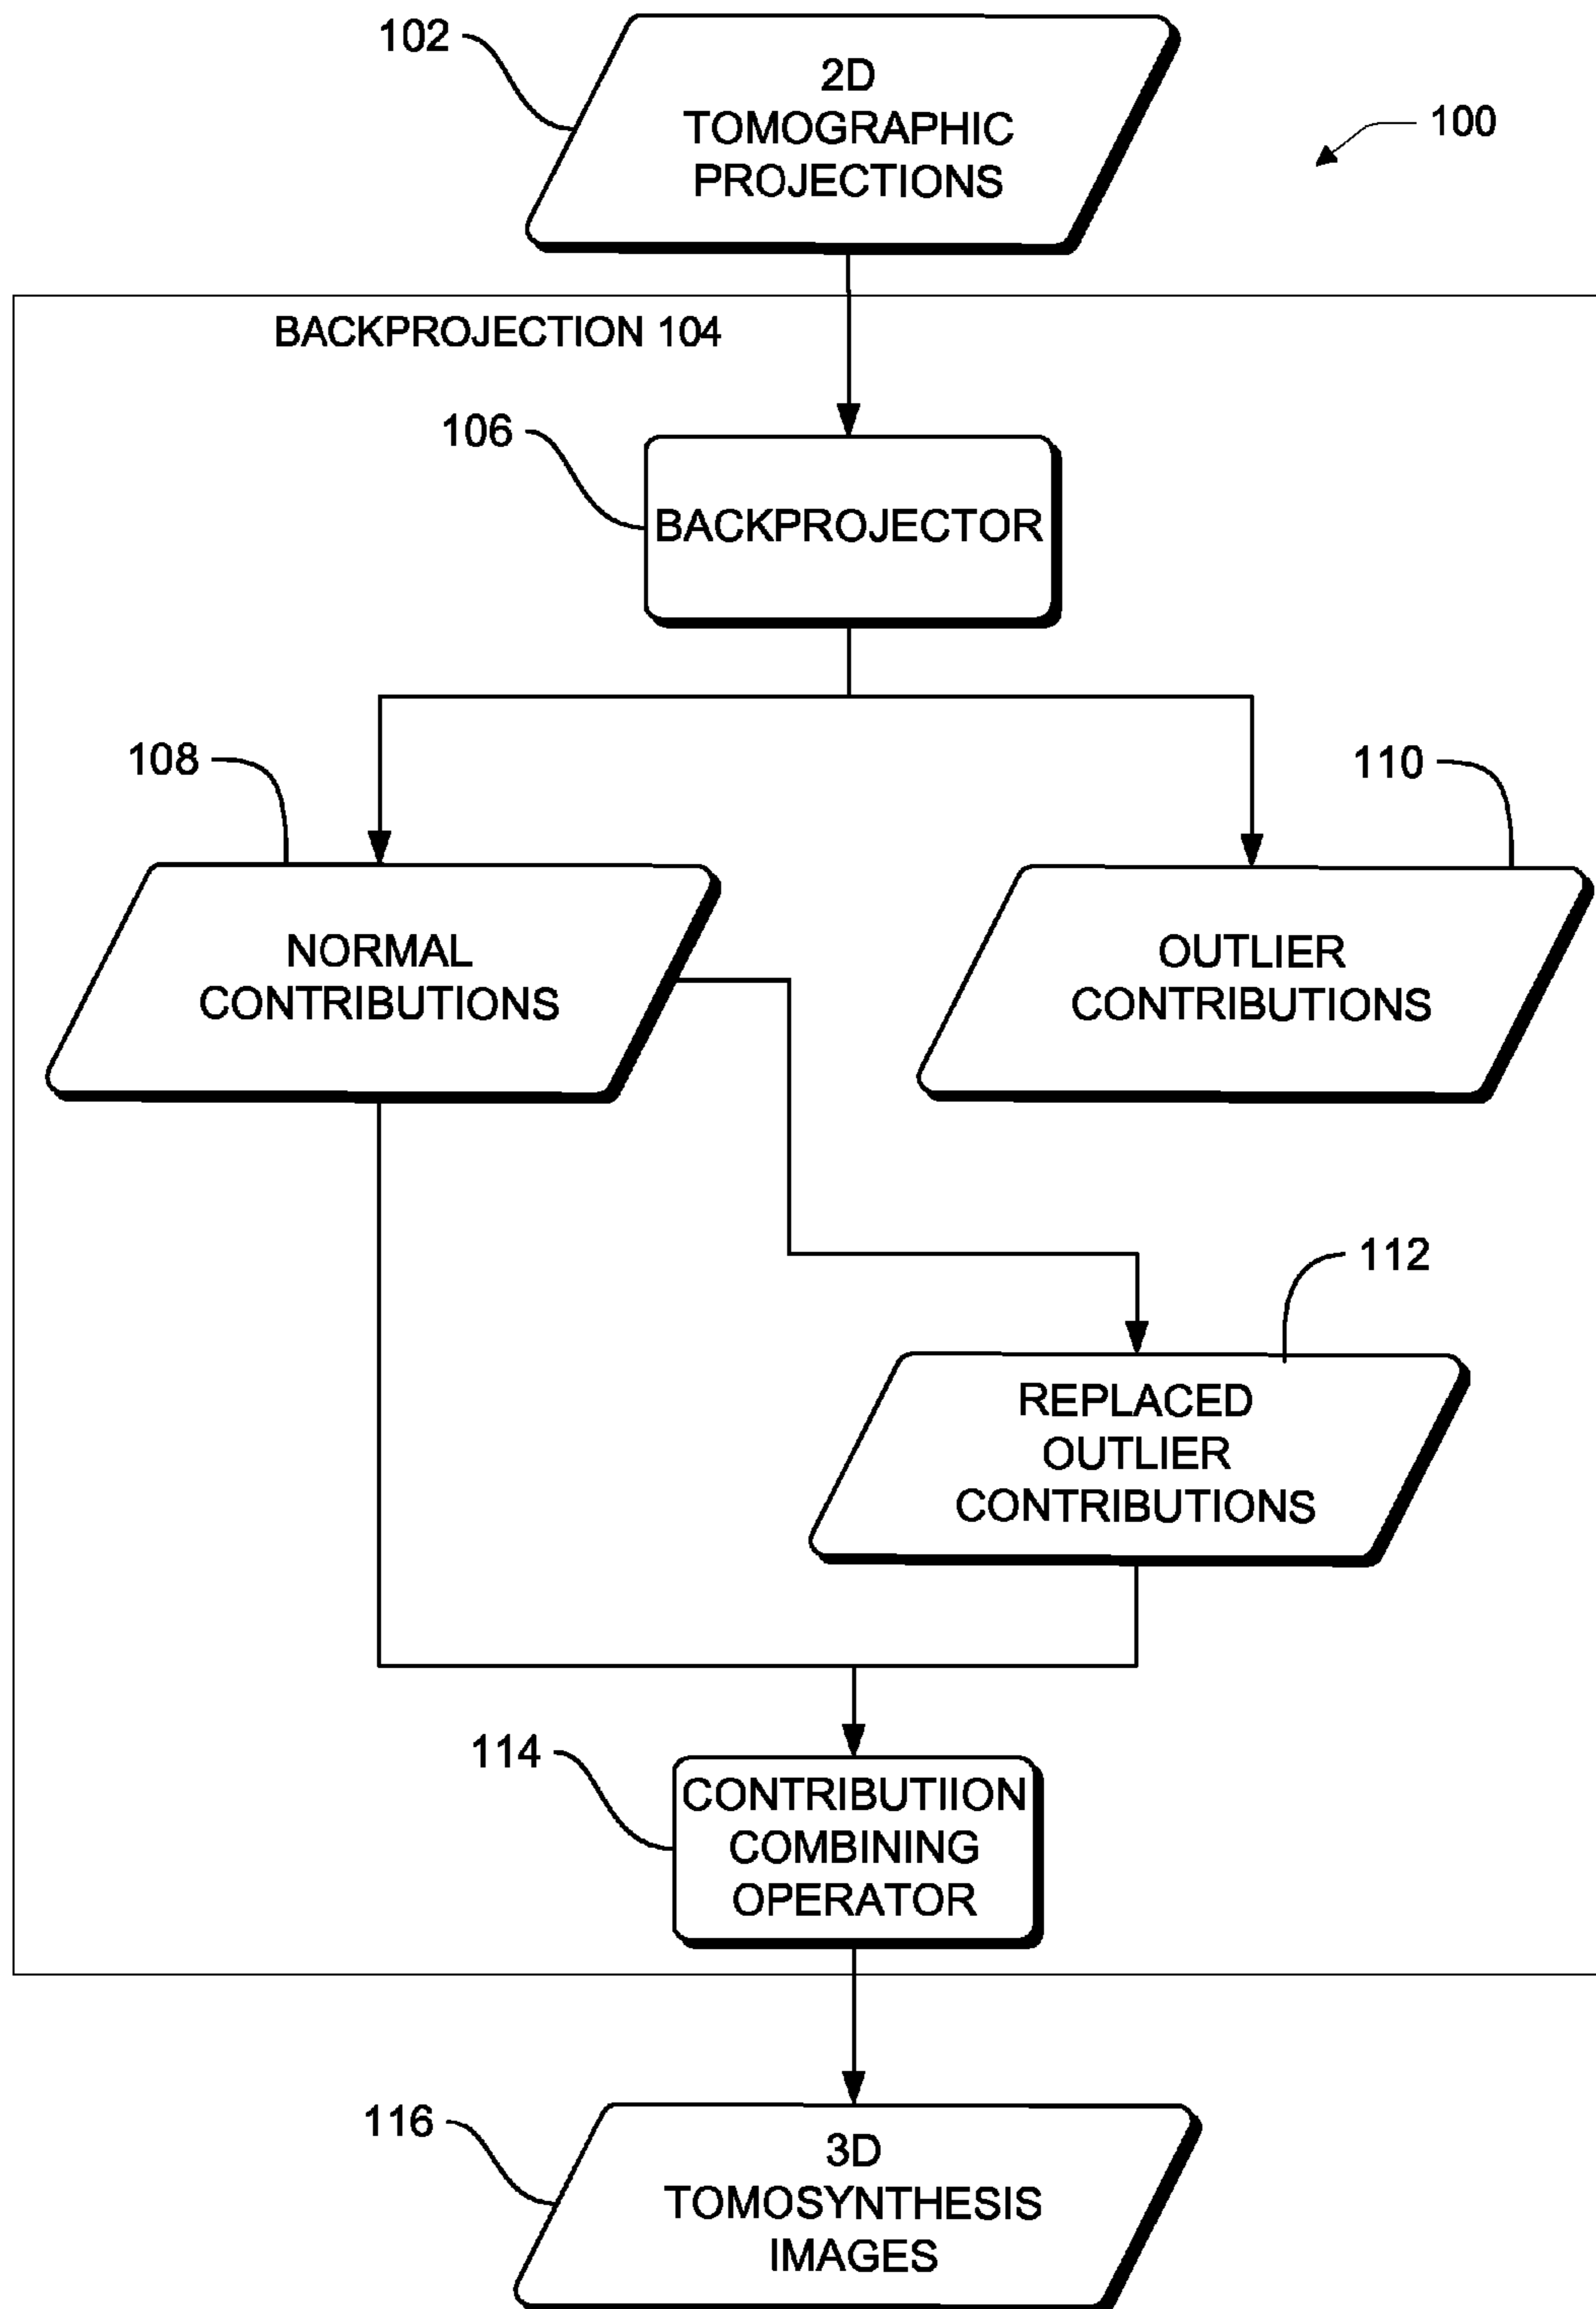 102
2D
TOMOGRAPHIC
PROJECTIONS
100
BACKPROJECTION 104
106
BACKPROJECTOR
108
110
NORMAL
CONTRIBUTIONS
OUTLIER
CONTRIBUTIONS
112
REPLACED
OUTLIER
CONTRIBUTIONS
114
CONTRIBUTIION
COMBINING
OPERATOR
116
3D
TOMOSYNTHESIS
IMAGES